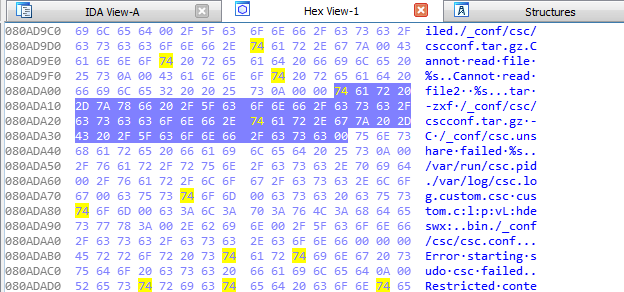 IDA View-A Hex View-1 Structures
080AD9C0 69 6C 65 64 00 2F 5F 63 6F 6E 66 2F 63 73 63 2F iled./_conf/csc/
080AD9D0 63 73 63 63 6F 6E 66 2E 74 61 72 2E 67 7A 00 43 cscconf.tar.gz.C
080AD9E0 61 6E 6E 6F 74 20 72 65 61 64 20 66 69 6C 65 20 annot·read·file·
080AD9F0 25 73 0A 00 43 61 6E 6E 6F 74 20 72 65 61 64 20 %s..Cannot·read·
080ADA00 66 69 6C 65 32 20 20 25 73 0A 00 00 74 61 72 20 file2··%s...tar·
080ADA10 2D 7A 78 66 20 2F 5F 63 6F 6E 66 2F 63 73 63 2F -zxf·/_conf/csc/
080ADA20 63 73 63 63 6F 6E 66 2E 74 61 72 2E 67 7A 20 2D cscconf.tar.gz·-
080ADA30 43 20 2F 5F 63 6F 6E 66 2F 63 73 63 00 75 6E 73 C·/_conf/csc.uns
080ADA40 68 61 72 65 20 66 61 69 6C 65 64 20 25 73 0A 00 hare·failed·%s..
080ADA50 2F 76 61 72 2F 72 75 6E 2F 63 73 63 2E 70 69 64 /var/run/csc.pid
080ADA60 00 2F 76 61 72 2F 6C 6F 67 2F 63 73 63 2E 6C 6F ./var/log/csc.lo
080ADA70 67 00 63 75 73 74 6F 6D 00 63 73 63 20 63 75 73 g.custom.csc·cus
080ADA80 74 6F 6D 00 63 3A 6C 3A 70 3A 76 4C 3A 68 64 65 tom.c:l:p:vL:hde
080ADA90 73 77 78 3A 00 2E 62 69 6E 00 2F 5F 63 6F 6E 66 swx:..bin./_conf
080ADAA0 2F 63 73 63 2F 63 73 63 2E 63 6F 6E 66 00 00 00 /csc/csc.conf...
080ADAB0 45 72 72 6F 72 20 73 74 61 72 74 69 6E 67 20 73 Error·starting·s
080ADAC0 75 64 6F 20 63 73 63 20 66 61 69 6C 65 64 0A 00 udo·csc·failed..
080ADAD0 52 65 73 74 72 69 63 74 65 64 20 63 6F 6E 74 65 Restricted·conte